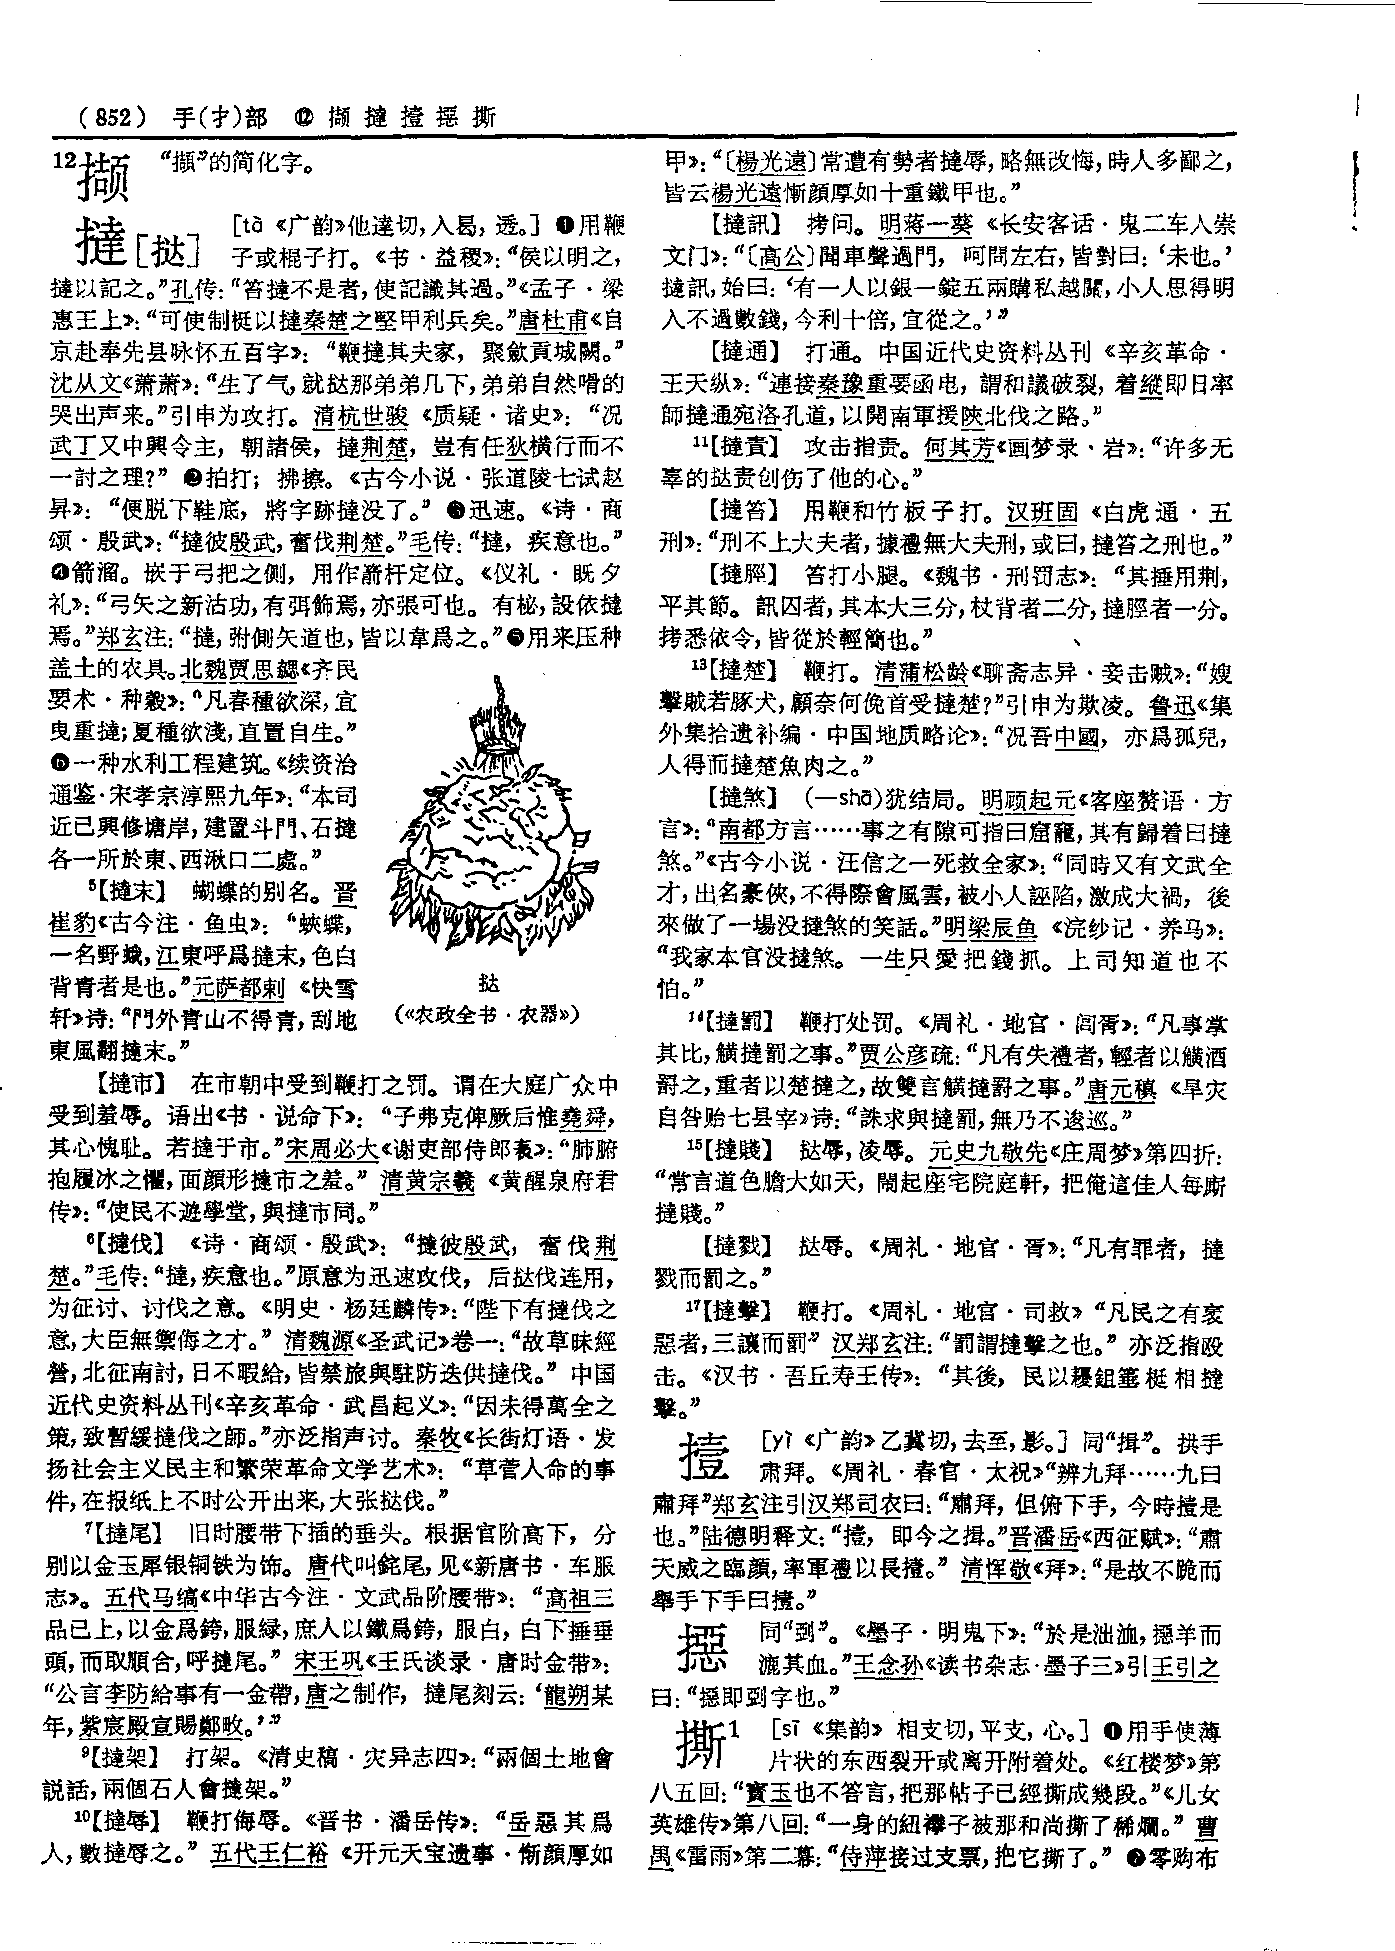 （852） 手(扌)部 ⑫ 撷 撻 撎 㨫 撕
12撷 “擷”的简化字。
撻[挞] [tà 《广韵》他達切，入曷，透。] ❶用鞭
子或棍子打。《书·益稷》：“侯以明之，
撻以記之。”孔传：“笞撻不是者，使記識其過。”《孟子·梁
惠王上》：“可使制梃以撻秦楚之堅甲利兵矣。”唐杜甫《自
京赴奉先县咏怀五百字》：“鞭撻其夫家，聚斂貢城闕。”
沈从文《萧萧》：“生了气，就挞那弟弟几下，弟弟自然嗗的
哭出声来。”引申为攻打。清杭世骏《质疑·诸史》：“况
武丁又中興令主，朝諸侯，撻荆楚，豈有任狄横行而不
一討之理？”❷拍打；拂擦。《古今小说·张道陵七试赵
昇》：“便脱下鞋底，將字跡撻没了。”❸迅速。《诗·商
颂·殷武》：“撻彼殷武，奮伐荆楚。”毛传：“撻，疾意也。”
❹箭溜。嵌于弓把之侧，用作箭杆定位。《仪礼·既夕
礼》：“弓矢之新沽功，有弭飾焉，亦張可也。有柲，設依撻
焉。”郑玄注：“撻，弣側矢道也，皆以韋爲之。”❺用来压种
盖土的农具。北魏贾思勰《齐民
要术·种穀》：“凡春種欲深，宜
曳重撻；夏種欲淺，直置自生。”
❻一种水利工程建筑。《续资治
通鉴·宋孝宗淳熙九年》：“本司
近已興修塘岸，建置斗門、石撻
各一所於東、西湫口二處。”
5【撻末】 蝴蝶的别名。晋
崔豹《古今注·鱼虫》：“蛺蝶，
一名野蛾，江東呼爲撻末，色白
背青者是也。”元萨都剌《快雪
轩》诗：“門外青山不得青，刮地
東風翻撻末。”
挞
（《农政全书·农器》）
【撻市】 在市朝中受到鞭打之罚。谓在大庭广众中
受到羞辱。语出《书·说命下》：“子弗克俾厥后惟堯舜，
其心愧耻。若撻于市。”宋周必大《谢吏部侍郎表》：“肺腑
抱履冰之懼，面顔形撻市之羞。”清黄宗羲《黄醒泉府君
传》：“使民不遊學堂，與撻市同。”
6【撻伐】 《诗·商颂·殷武》：“撻彼殷武，奮伐荆
楚。”毛传：“撻，疾意也。”原意为迅速攻伐，后挞伐连用，
为征讨、讨伐之意。《明史·杨廷麟传》：“陛下有撻伐之
意，大臣無禦侮之才。”清魏源《圣武记》卷一：“故草昧經
營，北征南討，日不暇給，皆禁旅與駐防迭供撻伐。”中国
近代史资料丛刊《辛亥革命·武昌起义》：“因未得萬全之
策，致暫緩撻伐之師。”亦泛指声讨。秦牧《长街灯语·发
扬社会主义民主和繁荣革命文学艺术》：“草菅人命的事
件，在报纸上不时公开出来，大张挞伐。”
7【撻尾】 旧时腰带下插的垂头。根据官阶高下，分
别以金玉犀银铜铁为饰。唐代叫鉈尾，见《新唐书·车服
志》。五代马缟《中华古今注·文武品阶腰带》：“高祖三
品已上，以金爲銙，服緑，庶人以鐵爲銙，服白，白下捶垂
頭，而取順合，呼撻尾。”宋王巩《王氏谈录·唐时金带》：
“公言李防給事有一金帶，唐之制作，撻尾刻云：‘龍朔某
年，紫宸殿宣賜鄭畋。’”
9【撻架】 打架。《清史稿·灾异志四》：“兩個土地會
説話，兩個石人會撻架。”
10【撻辱】 鞭打侮辱。《晋书·潘岳传》：“岳惡其爲
人，數撻辱之。”五代王仁裕《开元天宝遗事·惭颜厚如
甲》：“〔楊光遠〕常遭有勢者撻辱，略無改悔，時人多鄙之，
皆云楊光遠慚顔厚如十重鐵甲也。”
【撻訊】 拷问。明蒋一葵《长安客话·鬼二车人崇
文门》：“〔高公〕聞車聲過門，呵問左右，皆對曰：‘未也。’
撻訊，始曰：‘有一人以銀一錠五兩購私越關，小人思得明
入不過數錢，今利十倍，宜從之。’”
【撻通】 打通。中国近代史资料丛刊《辛亥革命·
王天纵》：“連接秦豫重要函电，謂和議破裂，着縱即日率
師撻通宛洛孔道，以開南軍援陝北伐之路。”
11【撻責】 攻击指责。何其芳《画梦录·岩》：“许多无
辜的挞责创伤了他的心。”
【撻笞】 用鞭和竹板子打。汉班固《白虎通·五
刑》：“刑不上大夫者，據禮無大夫刑，或曰，撻笞之刑也。”
【撻脛】 笞打小腿。《魏书·刑罚志》：“其捶用荆，
平其節。訊囚者，其本大三分，杖背者二分，撻脛者一分。
拷悉依令，皆從於輕簡也。”
13【撻楚】 鞭打。清蒲松龄《聊斋志异·妾击贼》：“嫂
擊賊若豚犬，顧奈何俛首受撻楚？”引申为欺凌。鲁迅《集
外集拾遗补编·中国地质略论》：“况吾中國，亦爲孤兒，
人得而撻楚魚肉之。”
【撻煞】 （—shā）犹结局。明顾起元《客座赘语·方
言》：“南都方言……事之有隙可指曰窟竉，其有歸着曰撻
煞。”《古今小说·汪信之一死救全家》：“同時又有文武全
才，出名豪俠，不得際會風雲，被小人誣陷，激成大禍，後
來做了一場没撻煞的笑話。”明梁辰鱼《浣纱记·养马》：
“我家本官没撻煞。一生只愛把錢抓。上司知道也不
怕。”
14【撻罰】 鞭打处罚。《周礼·地官·闾胥》：“凡事掌
其比，觵撻罰之事。”贾公彦疏：“凡有失禮者，輕者以觵酒
罰之，重者以楚撻之，故雙言觵撻罰之事。”唐元稹《旱灾
自咎贻七县宰》诗：“誅求與撻罰，無乃不逡巡。”
15【撻賤】 挞辱，凌辱。元史九敬先《庄周梦》第四折：
“常言道色膽大如天，鬧起座宅院庭軒，把俺這佳人每廝
撻賤。”
【撻戮】 挞辱。《周礼·地官·胥》：“凡有罪者，撻
戮而罰之。”
17【撻擊】 鞭打。《周礼·地官·司救》“凡民之有衺
惡者，三讓而罰”汉郑玄注：“罰謂撻擊之也。”亦泛指殴
击。《汉书·吾丘寿王传》：“其後，民以耰鉏箠梃相撻
擊。”
撎 [yì 《广韵》乙冀切，去至，影。] 同“揖”。拱手
肃拜。《周礼·春官·太祝》“辨九拜……九曰
肅拜”郑玄注引汉郑司农曰：“肅拜，但俯下手，今時撎是
也。”陆德明释文：“撎，即今之揖。”晋潘岳《西征赋》：“肅
天威之臨顔，率軍禮以長撎。”清恽敬《拜》：“是故不跪而
舉手下手曰撎。”
同“刭”。《墨子·明鬼下》：“於是泏洫，羊而
漉其血。”王念孙《读书杂志·墨子三》引王引之
曰：“即剄字也。”
撕1 [sī 《集韵》相支切，平支，心。] ❶用手使薄
片状的东西裂开或离开附着处。《红楼梦》第
八五回：“寳玉也不答言，把那帖子已經撕成幾段。”《儿女
英雄传》第八回：“一身的紐襻子被那和尚撕了稀爛。”曹
禺《雷雨》第二幕：“侍萍接过支票，把它撕了。”❷零购布